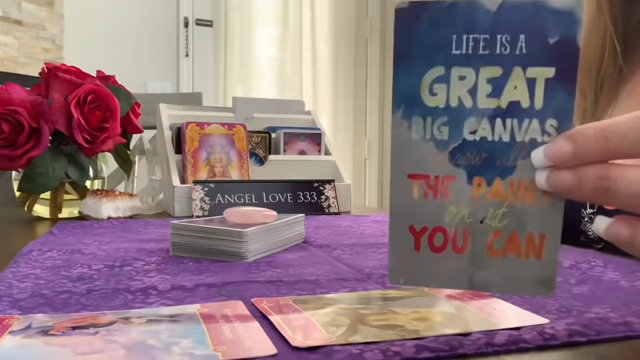 LIFE IS A
GREAT
BIG CANVAS
THE PAINT
on it
YOU CAN
ANGEL LOVE 333